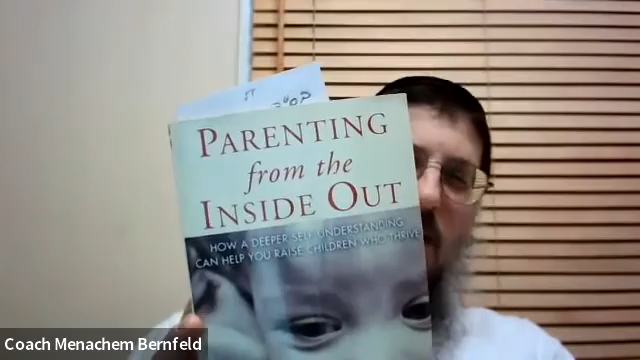 PARENTING
from the
INSIDE OUT
HOW A DEEPER SELF-UNDERSTANDING
CAN HELP YOU RAISE CHILDREN WHO THRIVE
Coach Menachem Bernfeld